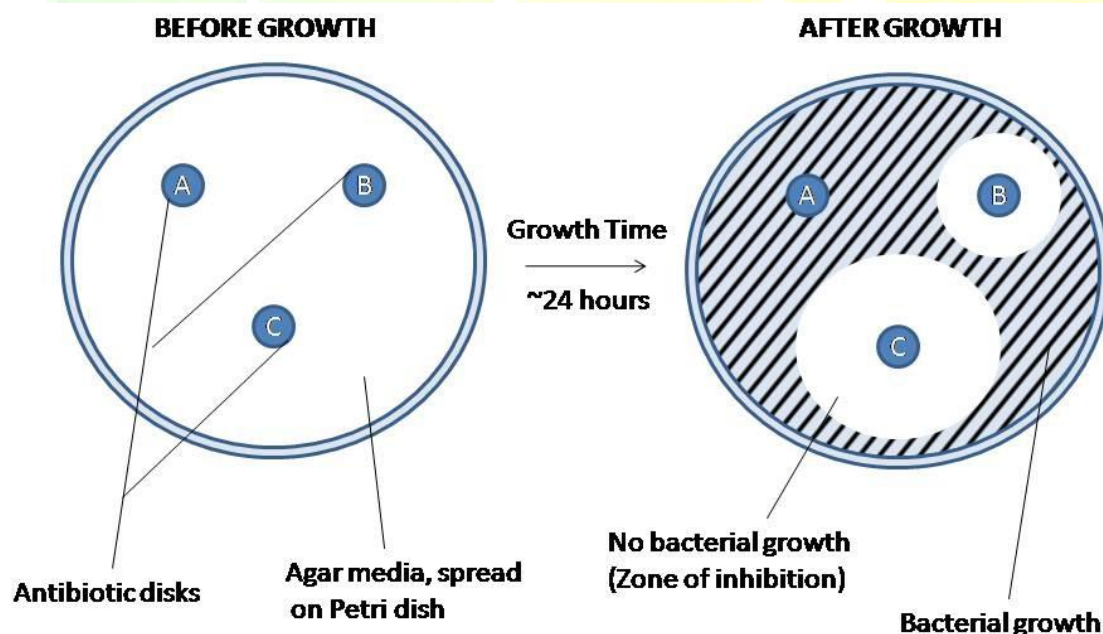 BEFORE GROWTH
A
B
C
Antibiotic disks
Agar media, spread
on Petri dish
Growth Time
~24 hours
AFTER GROWTH
A
B
C
No bacterial growth
(Zone of inhibition)
Bacterial growth